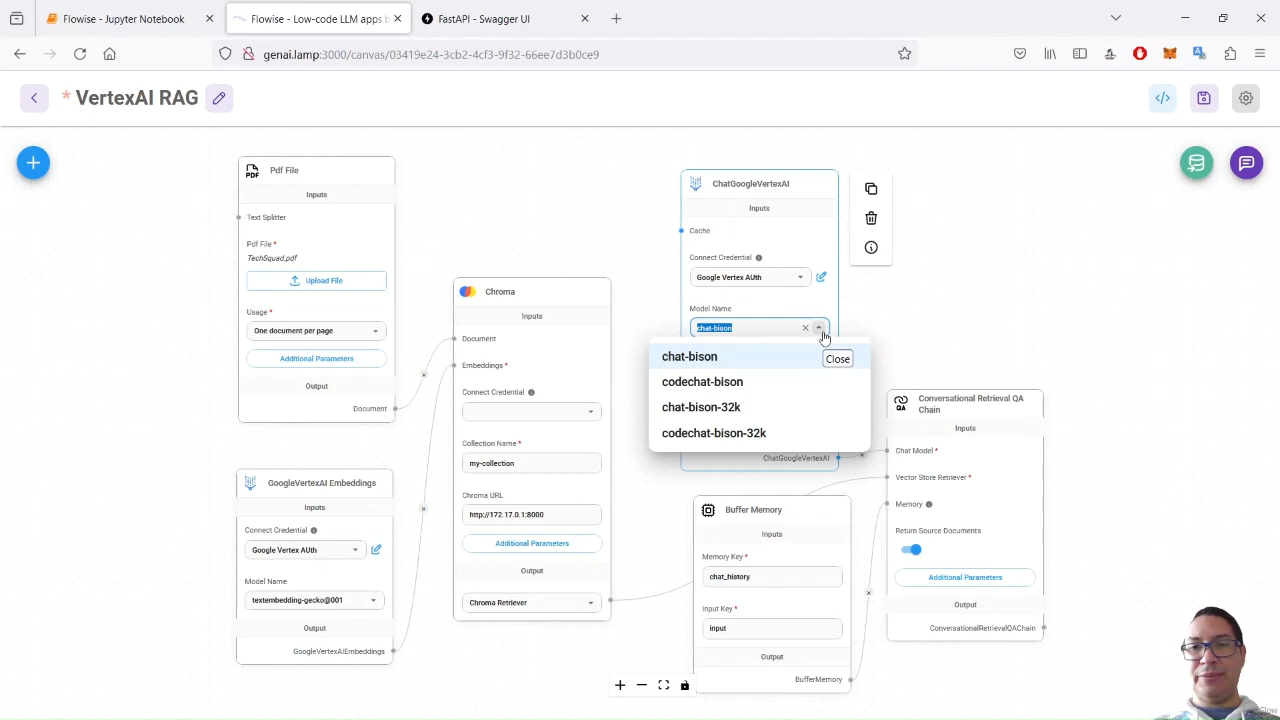 Flowise - Notebook
Flowise - Low-code LLM apps b
FastAPI - Swagger UI
genai.lamp:3000/canvas/03419e24-3cb2-4cf3-9f32-66ee7d3b0ce9
* VertexAI RAG
PDF
Pdf File
Inputs
Text Splitter
Pdf File *
TechSquad.pdf
Upload File
Usage *
One document per page
Additional Parameters
Output
Document
GoogleVertexAI Embeddings
Inputs
Connect Credential
Google Vertex AUth
Model Name
textembedding-gecko@001
Output
GoogleVertexAIEmbeddings
Chroma
Inputs
Document
Embeddings *
Connect Credential
Collection Name *
my-collection
Chroma URL
http://172.17.0.1:8000
Additional Parameters
Output
Chroma Retriever
ChatGoogleVertexAI
Inputs
Cache
Connect Credential
Google Vertex AUth
Model Name
chat-bison
chat-bison
Close
codechat-bison
chat-bison-32k
codechat-bison-32k
ChatGoogleVertexAI
Buffer Memory
Inputs
Memory Key *
chat_history
Input Key *
input
Output
BufferMemory
QA
Conversational Retrieval QA
Chain
Inputs
Chat Model *
Vector Store Retriever *
Memory
Return Source Documents
Additional Parameters
Output
ConversationalRetrievalQAChain